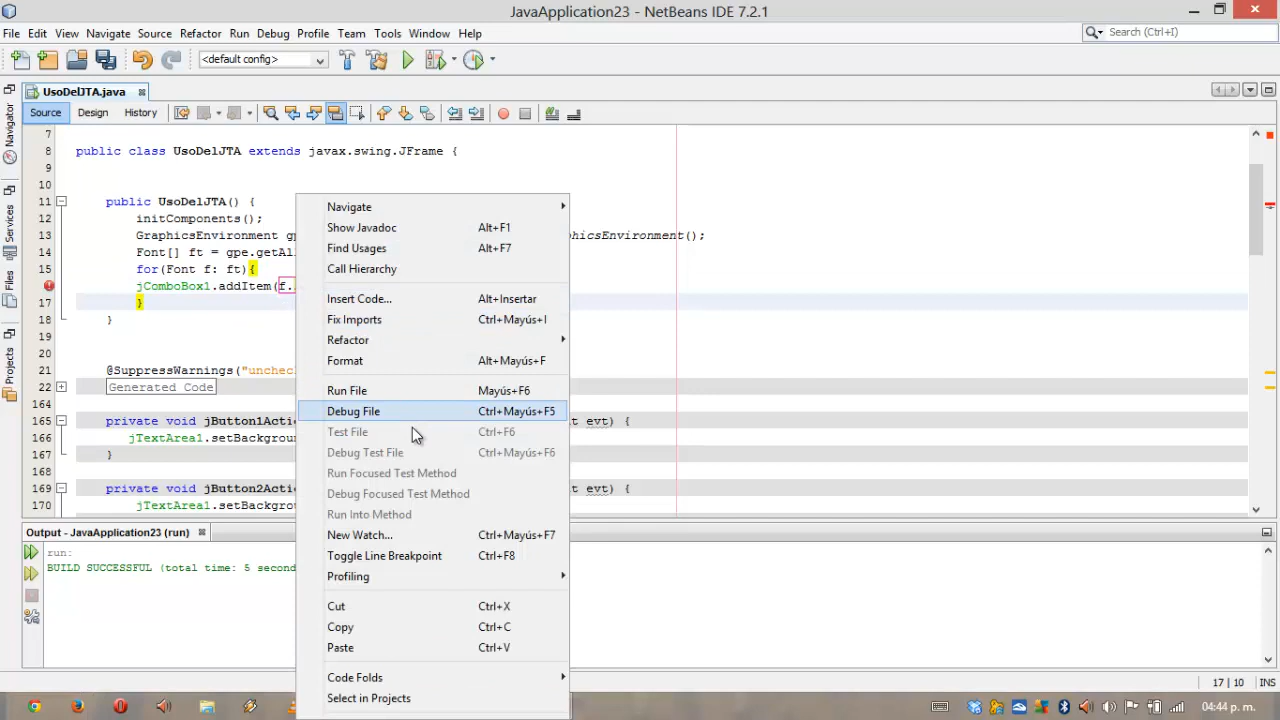 JavaApplication23 - NetBeans IDE 7.2.1
File Edit View Navigate Source Refactor Run Debug Profile Team Tools Window Help
Search (Ctrl+I)
<default config>
UsoDelJTA.java
Source Design History
7
8 public class UsoDelJTA extends javax.swing.JFrame {
9
10
11 public UsoDelJTA() {
12 initComponents();
13 GraphicsEnvironment gp hicsEnvironment();
14 Font[] ft = gpe.getAl
15 for(Font f: ft){
16 jComboBox1.addItem(f.
17 }
18 }
19
20
21 @SuppressWarnings("unchec
22 Generated Code
164
165 private void jButton1Actio t evt) {
166 jTextArea1.setBackgroun
167 }
168
169 private void jButton2Actio t evt) {
170 jTextArea1.setBackgroun
Navigate
Show Javadoc Alt+F1
Find Usages Alt+F7
Call Hierarchy
Insert Code... Alt+Insertar
Fix Imports Ctrl+Mayús+I
Refactor
Format Alt+Mayús+F
Run File Mayús+F6
Debug File Ctrl+Mayús+F5
Test File Ctrl+F6
Debug Test File Ctrl+Mayús+F6
Run Focused Test Method
Debug Focused Test Method
Run Into Method
New Watch... Ctrl+Mayús+F7
Toggle Line Breakpoint Ctrl+F8
Profiling
Cut Ctrl+X
Copy Ctrl+C
Paste Ctrl+V
Code Folds
Select in Projects
Navigator
Services
Files
Projects
Output - JavaApplication23 (run)
run:
BUILD SUCCESSFUL (total time: 5 second
17 | 10 INS
04:44 p. m.